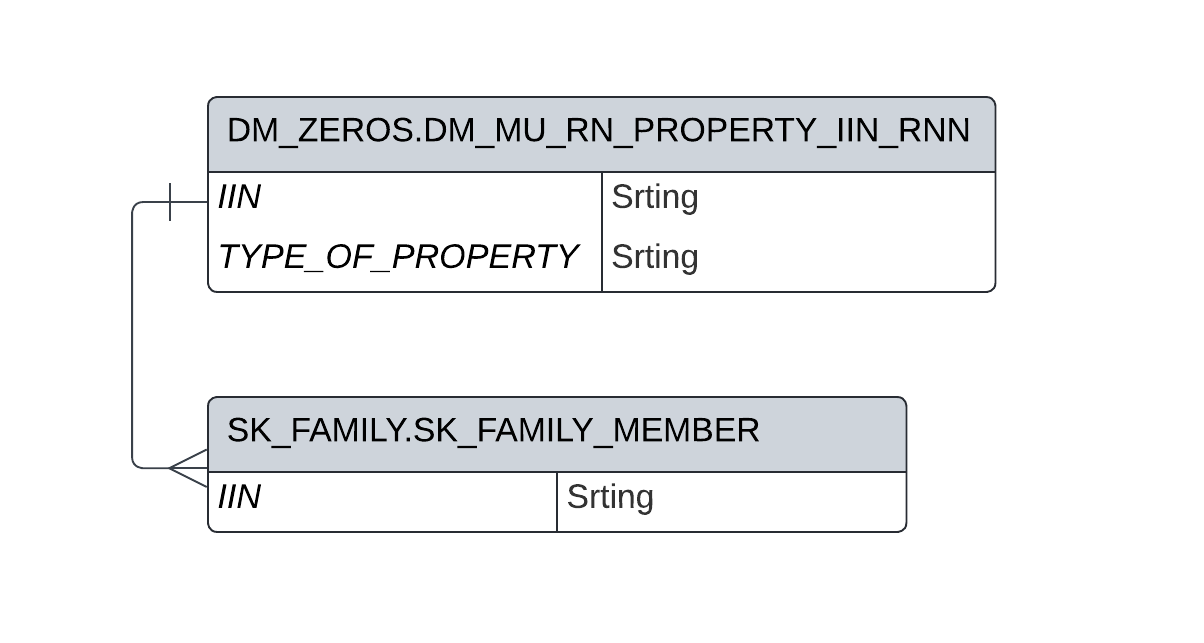 DM_ZEROS.DM_MU_RN_PROPERTY_IIN_RNN
IIN Srting
TYPE_OF_PROPERTY Srting
SK_FAMILY.SK_FAMILY_MEMBER
IIN Srting